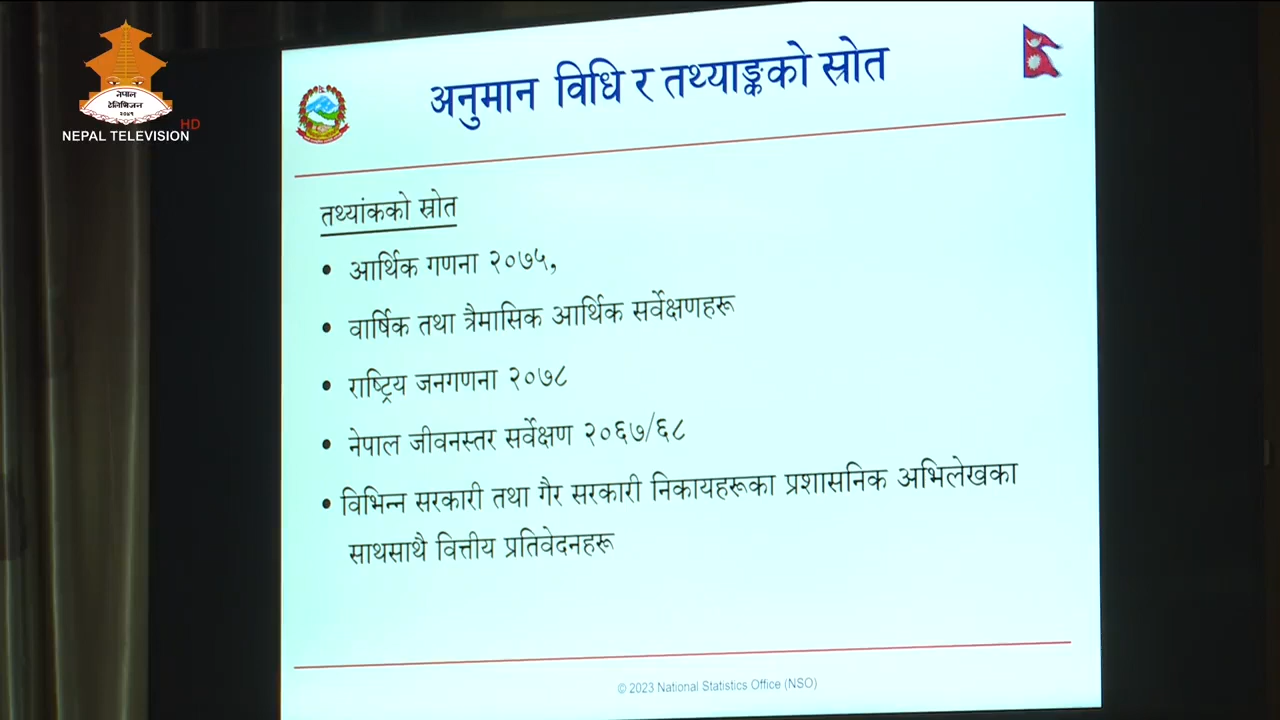 नेपाल
टेलिभिजन
२०४१
NEPAL TELEVISION HD
अनुमान विधि र तथ्याङ्कको स्रोत
तथ्यांकको स्रोत
• आर्थिक गणना २०७५,
• वार्षिक तथा त्रैमासिक आर्थिक सर्वेक्षणहरू
• राष्ट्रिय जनगणना २०७८
• नेपाल जीवनस्तर सर्वेक्षण २०६७/६८
• विभिन्न सरकारी तथा गैर सरकारी निकायहरूका प्रशासनिक अभिलेखका
साथसाथै वित्तीय प्रतिवेदनहरू
© 2023 National Statistics Office (NSO)